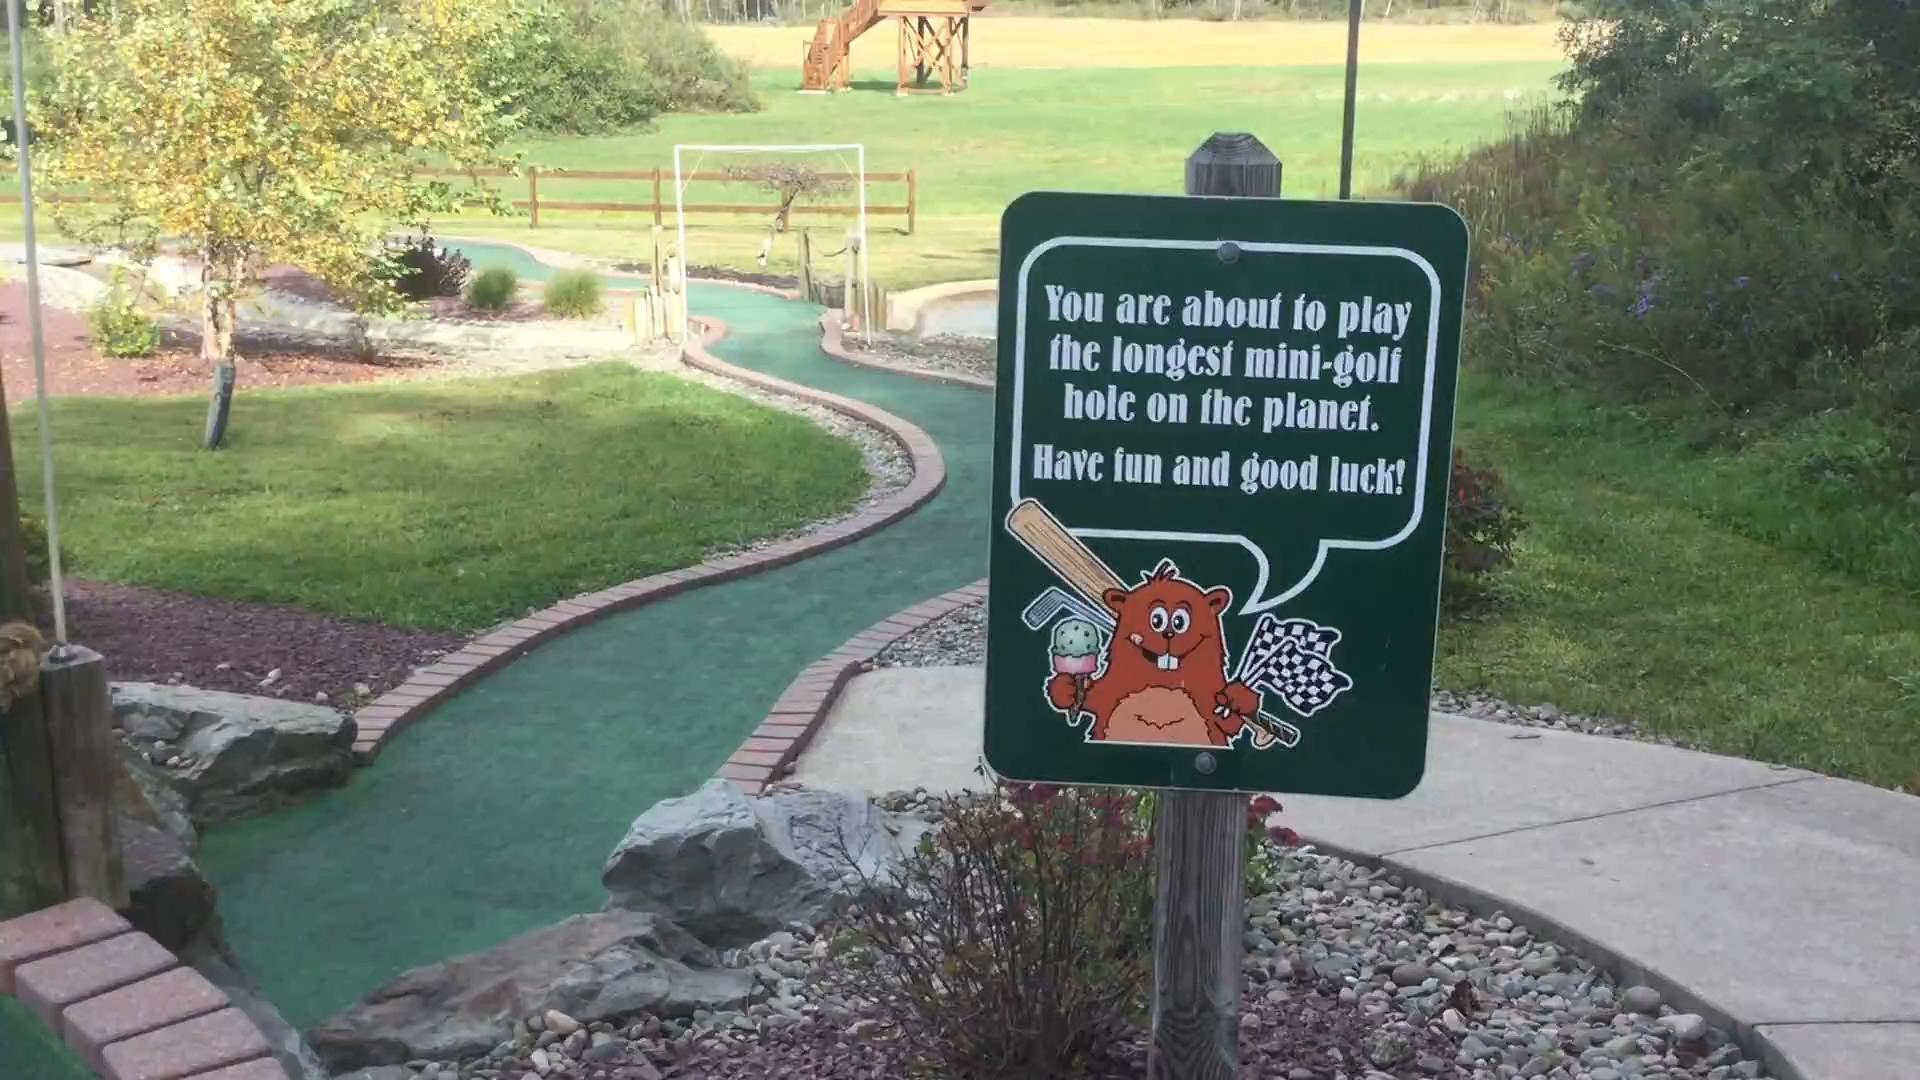 You are about to play
the longest mini-golf
hole on the planet.
Have fun and good luck!